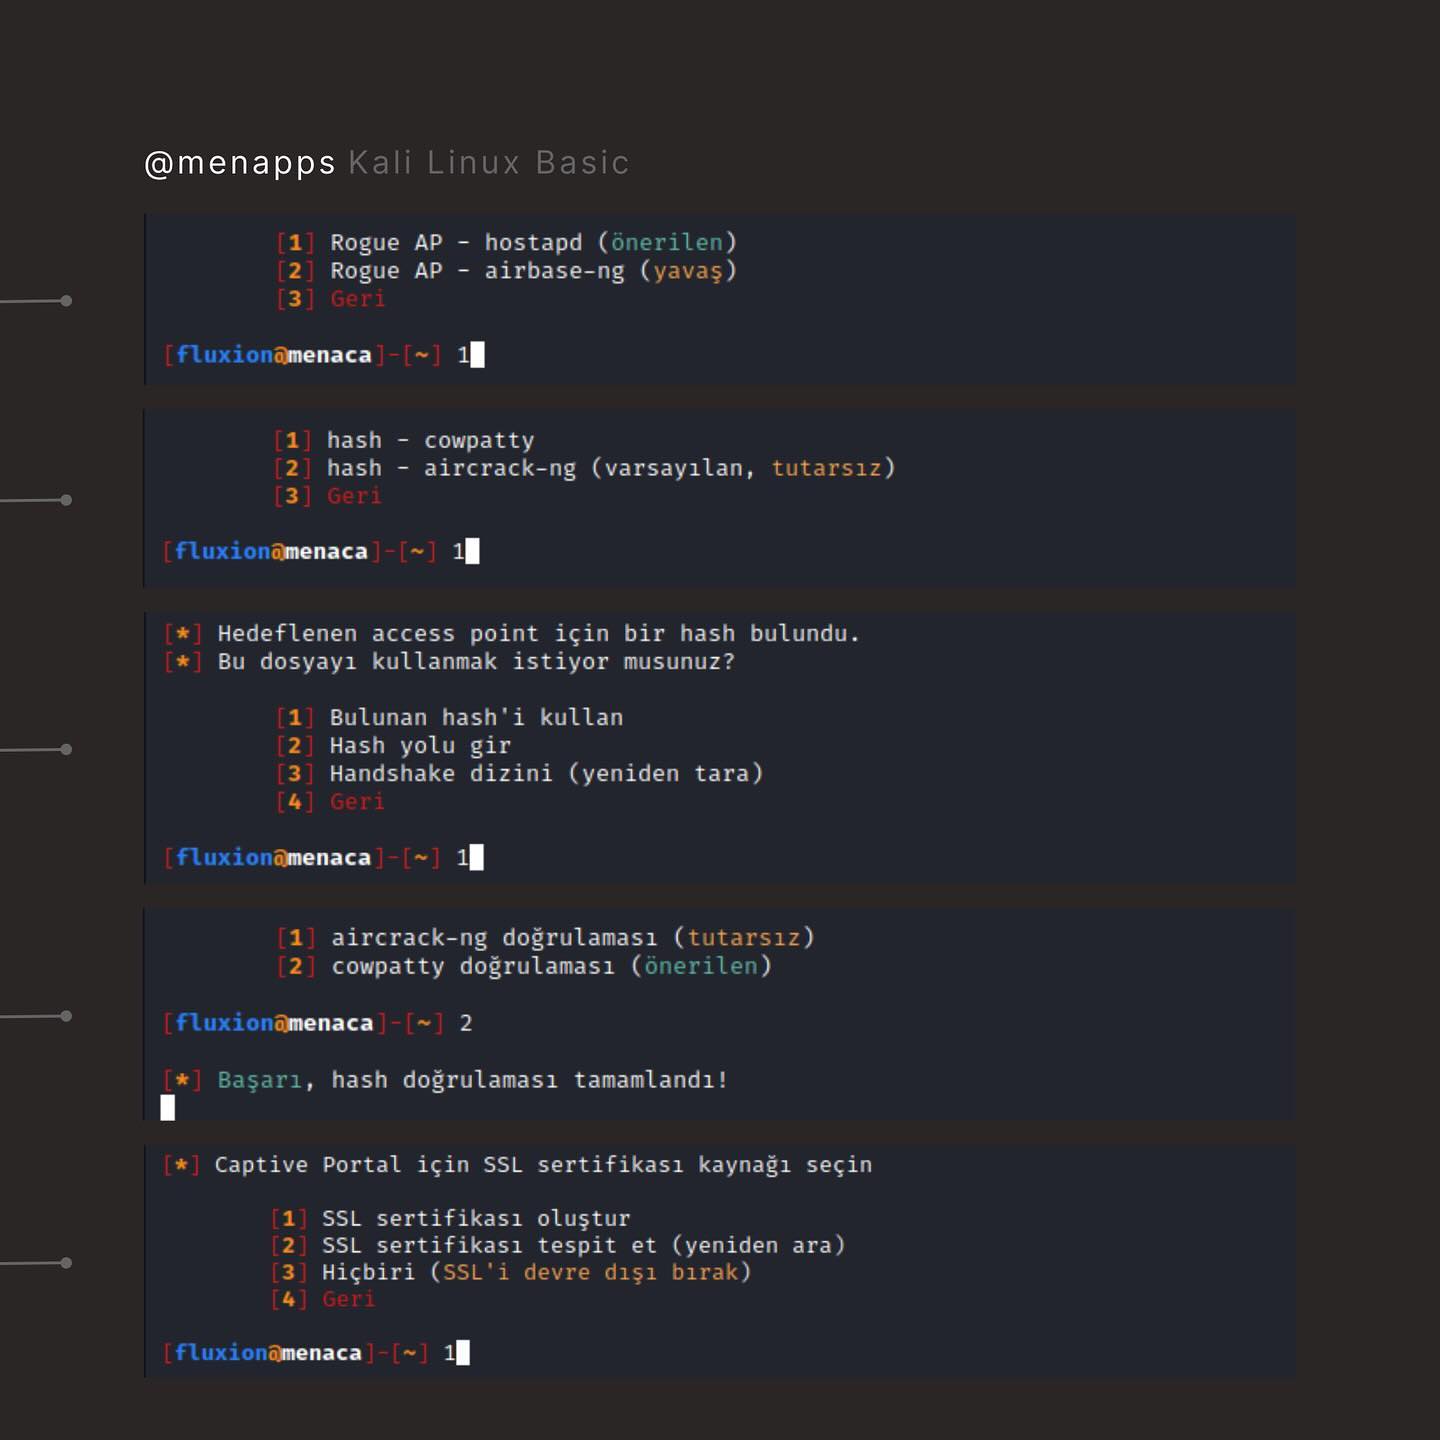 @menapps Kali Linux Basic
[1] Rogue AP - hostapd (önerilen)
[2] Rogue AP - airbase-ng (yavaş)
[3] Geri
[fluxion@menaca]-[~] 1
[1] hash - cowpatty
[2] hash - aircrack-ng (varsayılan, tutarsız)
[3] Geri
[fluxion@menaca]-[~] 1
[*] Hedeflenen access point için bir hash bulundu.
[*] Bu dosyayı kullanmak istiyor musunuz?
[1] Bulunan hash'i kullan
[2] Hash yolu gir
[3] Handshake dizini (yeniden tara)
[4] Geri
[fluxion@menaca]-[~] 1
[1] aircrack-ng doğrulaması (tutarsız)
[2] cowpatty doğrulaması (önerilen)
[fluxion@menaca]-[~] 2
[*] Başarı, hash doğrulaması tamamlandı!
[*] Captive Portal için SSL sertifikası kaynağı seçin
[1] SSL sertifikası oluştur
[2] SSL sertifikası tespit et (yeniden ara)
[3] Hiçbiri (SSL'i devre dışı bırak)
[4] Geri
[fluxion@menaca]-[~] 1